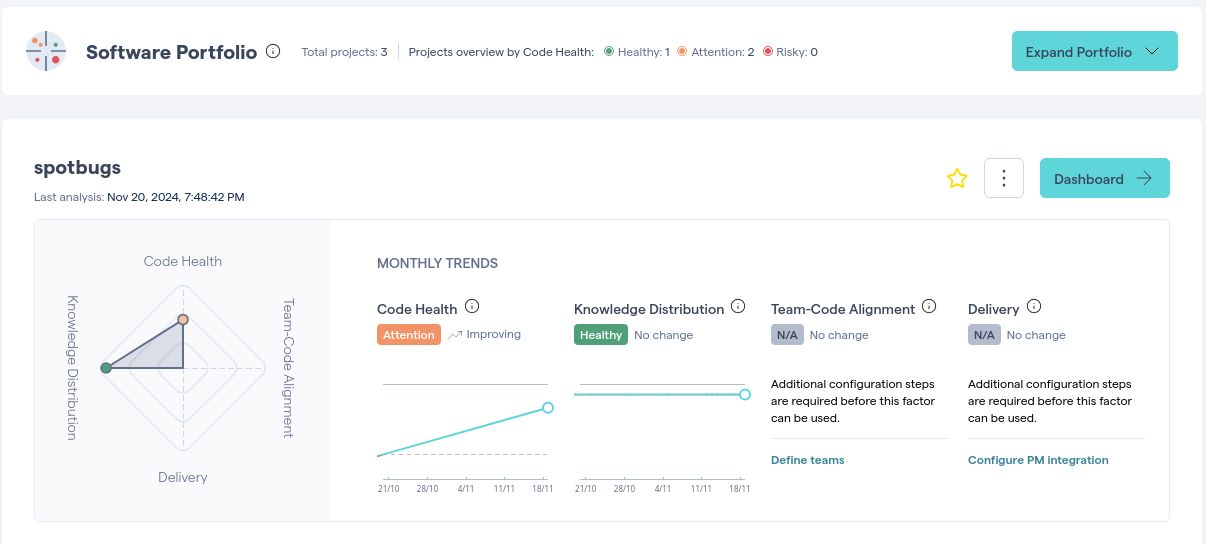 Software Portfolio
Total projects: 3
Projects overview by Code Health:
Healthy: 1
Attention: 2
Risky: 0
Expand Portfolio
spotbugs
Last analysis: Nov 20, 2024, 7:48:42 PM
Dashboard
Code Health
Knowledge Distribution
Team-Code Alignment
Delivery
MONTHLY TRENDS
Code Health
Attention
Improving
21/10 28/10 4/11 11/11 18/11
Knowledge Distribution
Healthy
No change
21/10 28/10 4/11 11/11 18/11
Team-Code Alignment
N/A
No change
Additional configuration steps
are required before this factor
can be used.
Define teams
Delivery
N/A
No change
Additional configuration steps
are required before this factor
can be used.
Configure PM integration